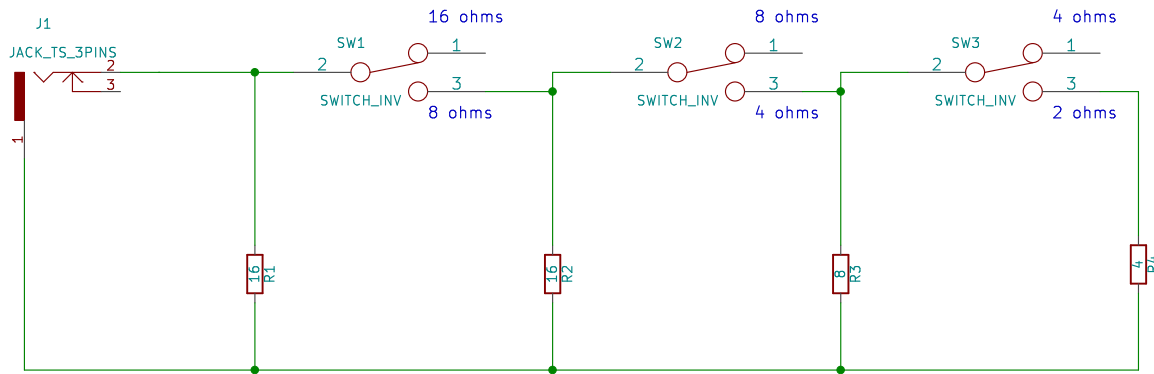 J1
JACK_TS_3PINS
2
3
1
16 ohms
SW1
1
2
3
SWITCH_INV
8 ohms
8 ohms
SW2
1
2
3
SWITCH_INV
4 ohms
4 ohms
SW3
1
2
3
SWITCH_INV
2 ohms
16
R1
16
R2
8
R3
4
R4